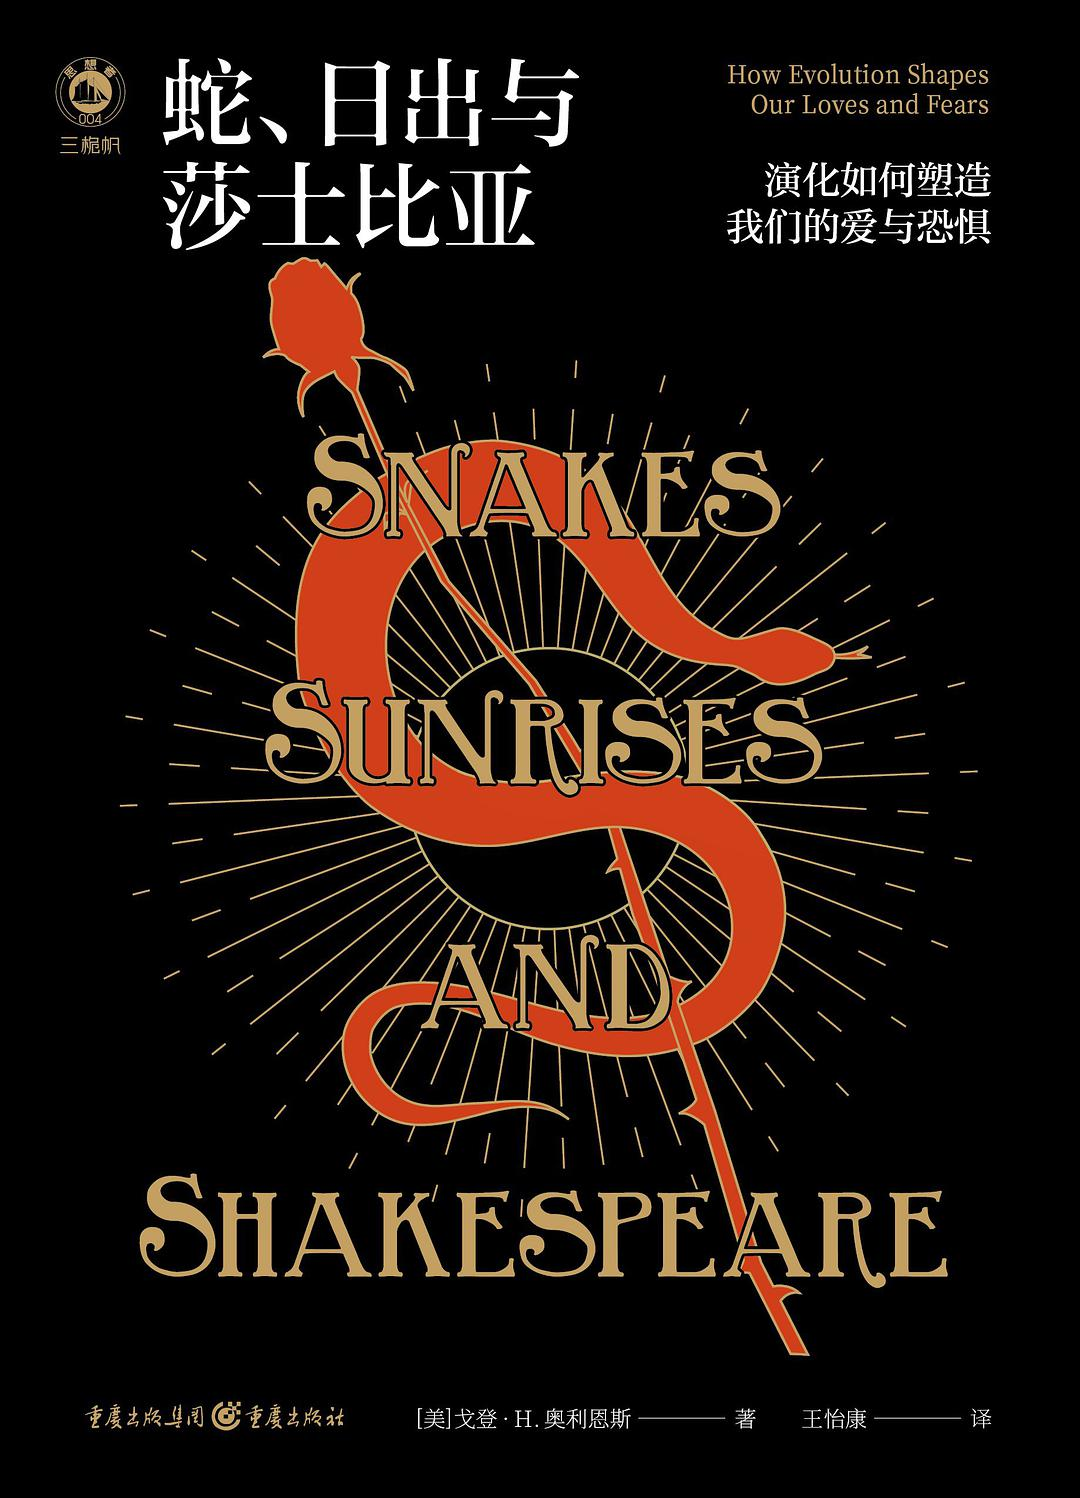 思想者
004
三桅帆
蛇、日出与
莎士比亚
How Evolution Shapes
Our Loves and Fears
演化如何塑造
我们的爱与恐惧
SNAKES
SUNRISES
AND
SHAKESPEARE
重庆出版集团 重庆出版社
[美]戈登·H.奥利恩斯 著 王怡康 译